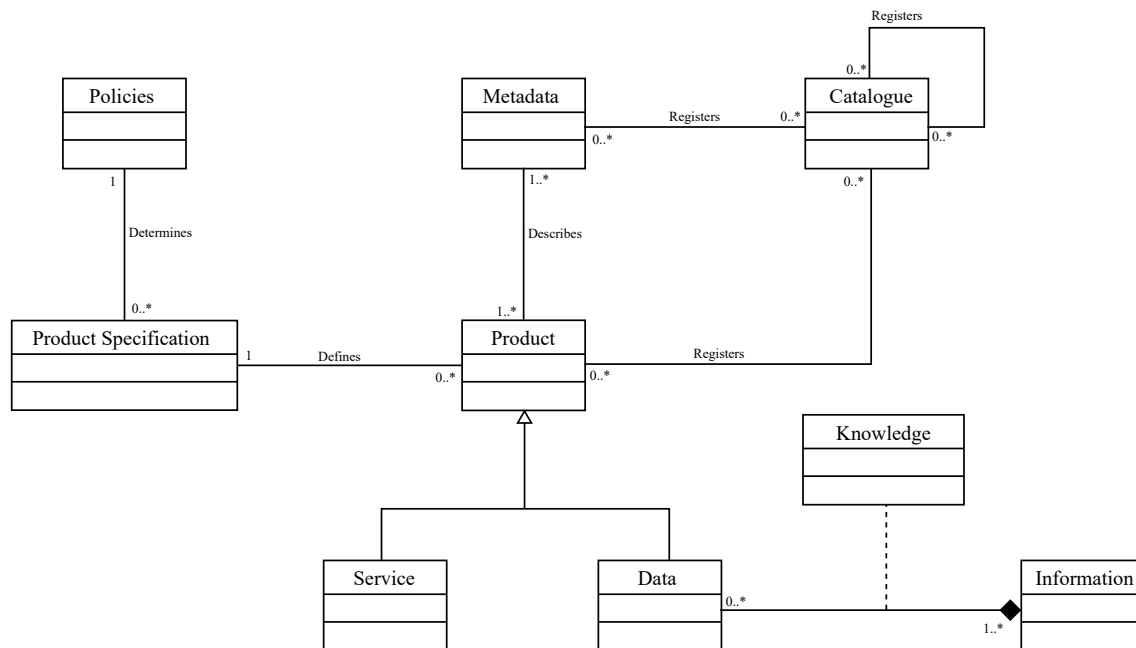 Registers
0..*
Policies
Metadata
Catalogue
Registers
0..*
0..*
0..*
1
1..*
0..*
Determines
Describes
0..*
1..*
Product Specification
Product
1
Defines
0..*
0..*
Registers
Knowledge
Service
Data
Information
0..*
1..*